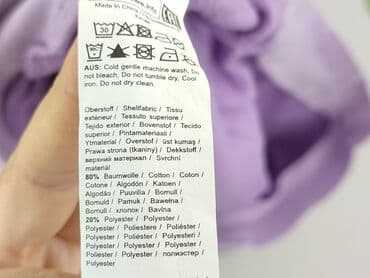 Made in China
30
AUS: Cold gentle machine wash. Do
not bleach, Do not tumble dry, Cool
iron. Do not dry clean.
Oberstoff / Shellfabric / Tissu
extérieur / Tessuto superiore /
Tejido exterior / Bovenstof / Tecido
superior / Pintamateriaali /
Yttermaterial / Overstof / üst kumaş /
Prawa strona (tkaniny) / Dekkstoff /
верхний материал / Svrchní
materiál
80% Baumwolle / Cotton / Coton /
Cotone / Algodón / Katoen /
Algodão / Puuvilla / Bomull /
Bomuld / Pamuk / Bawełna /
Bomull / хлопок / Bavlna
20% Polyester / Polyester /
Polyester / Poliestere / Poliéster /
Polyester / Poliéster / Polyesteri /
Polyester / Polyester / Polyester /
Polyester / Polyester / полиэстер /
Polyester